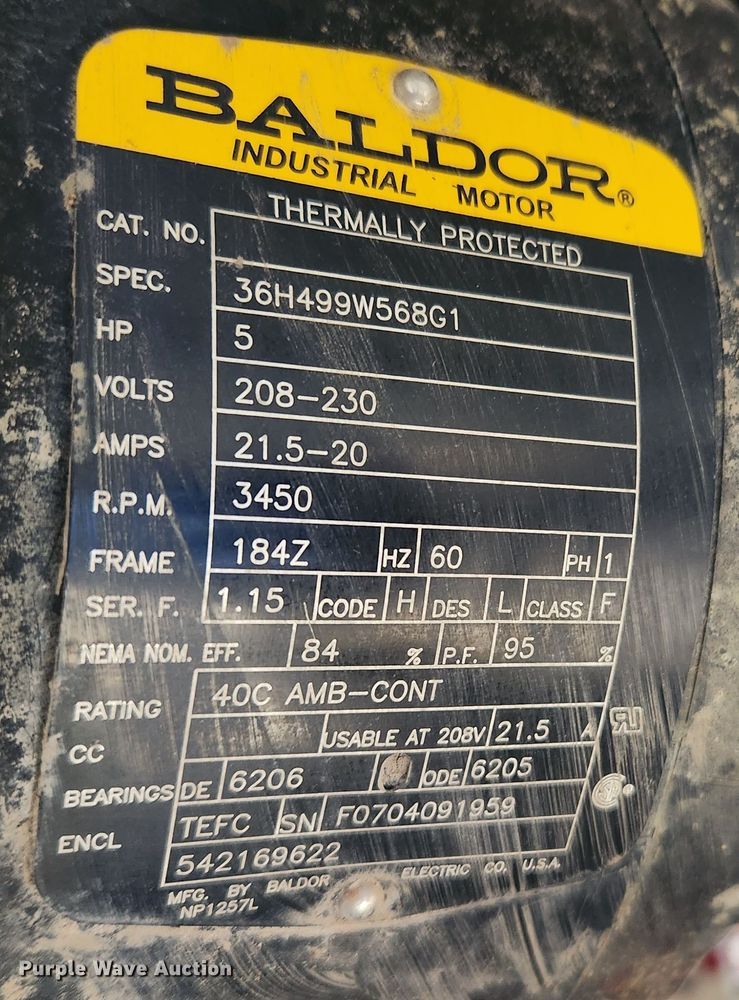 BALDOR®
INDUSTRIAL MOTOR
THERMALLY PROTECTED
CAT. NO.
SPEC. 36H499W568G1
HP 5
VOLTS 208-230
AMPS 21.5-20
R.P.M. 3450
FRAME 184Z HZ 60 PH 1
SER. F. 1.15 CODE H DES L CLASS F
NEMA NOM. EFF. 84 % P.F. 95 %
RATING 40C AMB-CONT
CC USABLE AT 208V 21.5 A
BEARINGS DE 6206 ODE 6205
ENCL TEFC SN F0704091959
542169622
MFG. BY BALDOR ELECTRIC CO. U.S.A.
NP1257L
Purple Wave Auction